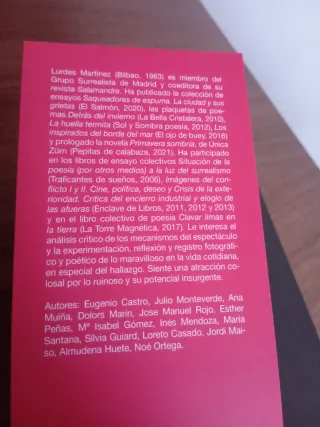 Lurdes Martínez (Bilbao, 1963) es miembro del
Grupo Surrealista de Madrid y coeditora de su
revista Salamandra. Ha publicado la colección de
ensayos Saqueadores de espuma. La ciudad y sus
grietas (El Salmón, 2020), las plaquetas de poe-
mas Detrás del invierno (La Bella Cristalera, 2010),
La huella termita (Sol y Sombra poesía, 2012), Los
inspirados del borde del mar (El ojo de buey, 2016)
y prologado la novela Primavera sombría, de Unica
Zürn (Pepitas de calabaza, 2021). Ha participado
en los libros de ensayo colectivos Situación de la
poesía (por otros medios) a la luz del surrealismo
(Traficantes de sueños, 2006), Imágenes del con-
flicto I y II. Cine, política, deseo y Crisis de la exte-
rioridad. Crítica del encierro industrial y elogio de
las afueras (Enclave de Libros, 2011, 2012 y 2013)
y en el libro colectivo de poesía Clavar limas en
la tierra (La Torre Magnética, 2017). Le interesa el
análisis crítico de los mecanismos del espectáculo
y la experimentación, reflexión y registro fotográfi-
co y poético de lo maravilloso en la vida cotidiana,
en especial del hallazgo. Siente una atracción co-
losal por lo ruinoso y su potencial insurgente.
Autores: Eugenio Castro, Julio Monteverde, Ana
Muiña, Dolors Marin, Jose Manuel Rojo, Esther
Peñas, Mª Isabel Gómez, Inés Mendoza, María
Santana, Silvia Guiard, Loreto Casado, Jordi Mai-
so, Almudena Huete, Noé Ortega.